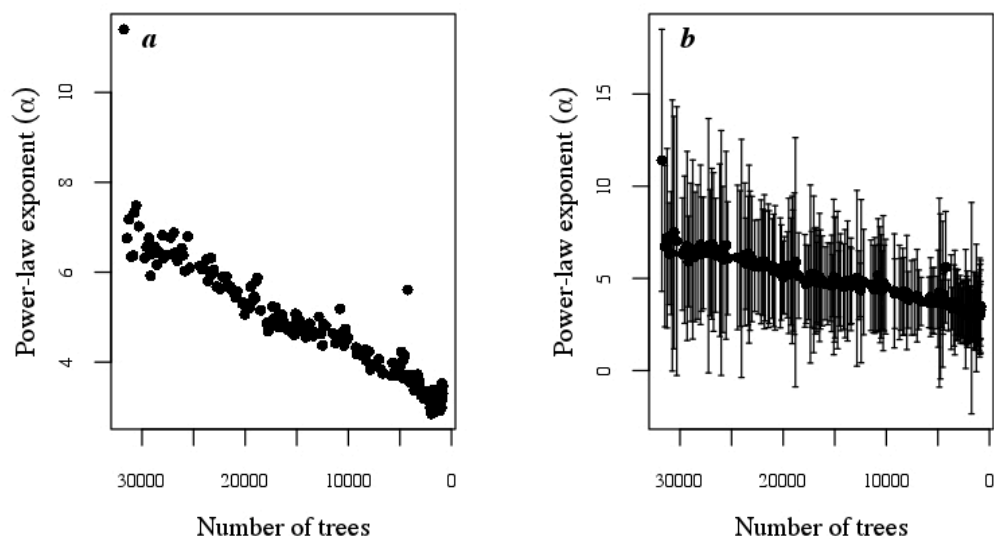 a
Power-law exponent (α)
10
8
6
4
30000 20000 10000 0
Number of trees
b
Power-law exponent (α)
15
10
5
0
30000 20000 10000 0
Number of trees